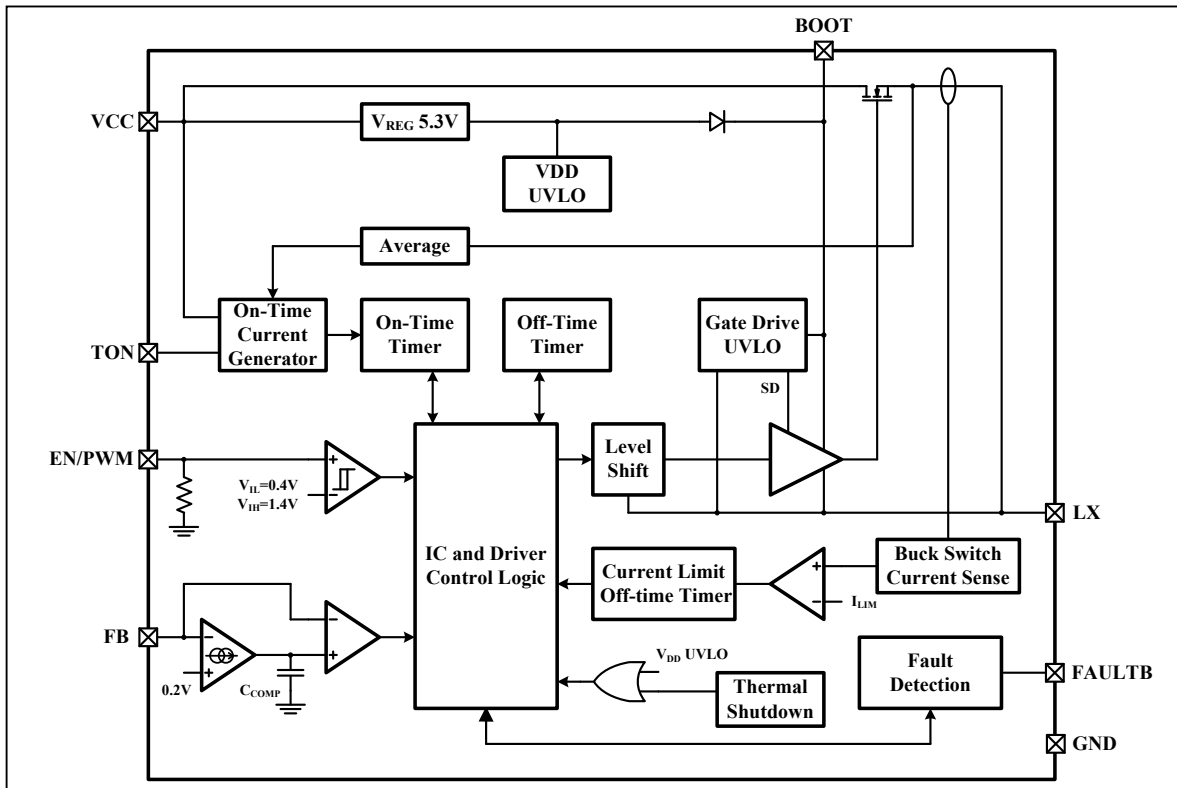 BOOT
VCC
VREG 5.3V
VDD
UVLO
Average
On-Time
Current
Generator
On-Time
Timer
Off-Time
Timer
Gate Drive
UVLO
TON
SD
EN/PWM
+
−
VIL=0.4V
VIH=1.4V
Level
Shift
LX
IC and Driver
Control Logic
Current Limit
Off-time Timer
+
−
ILIM
Buck Switch
Current Sense
FB
−
+
0.2V
CCOMP
−
+
VDD UVLO
Thermal
Shutdown
Fault
Detection
FAULTB
GND